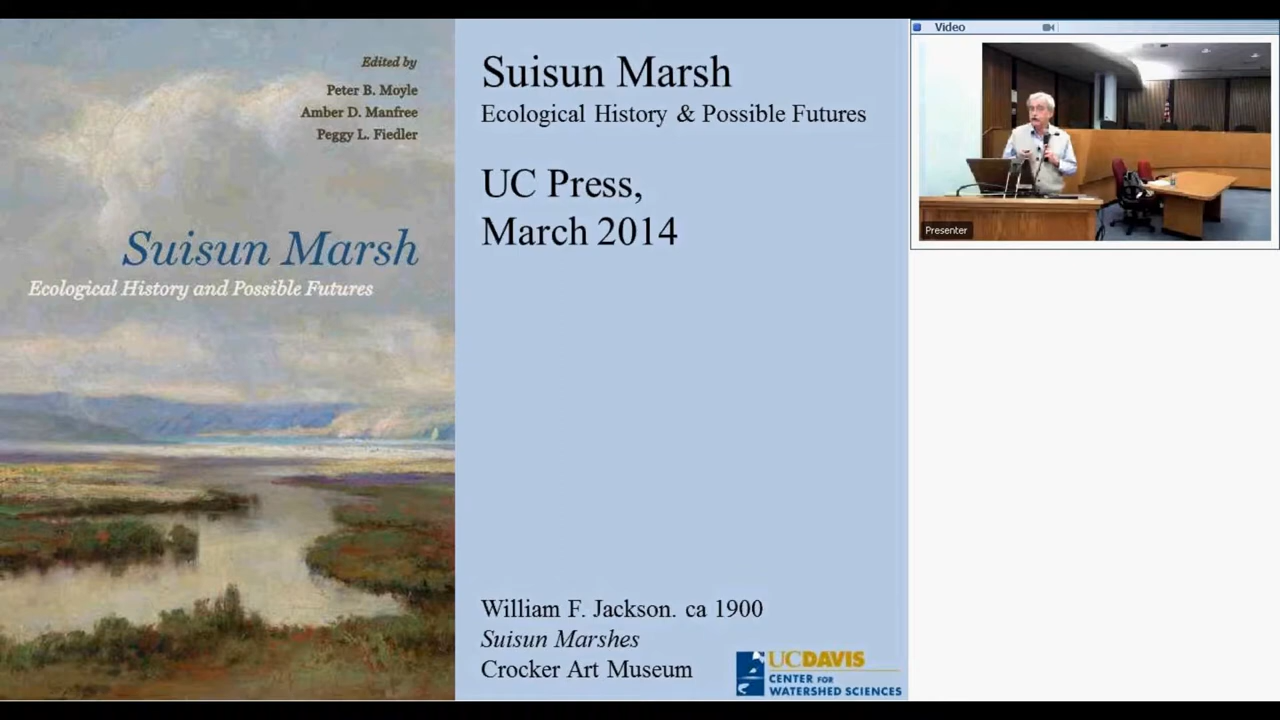 Edited by
Peter B. Moyle
Amber D. Manfree
Peggy L. Fiedler
Suisun Marsh
Ecological History and Possible Futures
Suisun Marsh
Ecological History & Possible Futures
UC Press,
March 2014
William F. Jackson. ca 1900
Suisun Marshes
Crocker Art Museum
UCDAVIS
CENTER FOR
WATERSHED SCIENCES
Video
Presenter